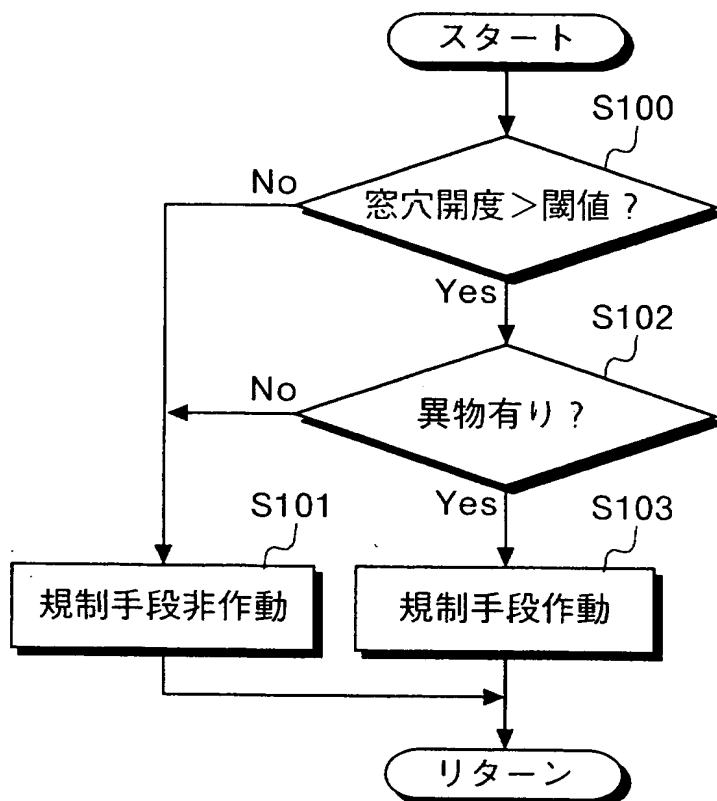 スタート
S100
窓穴開度＞閾値？
No
Yes
S102
異物有り？
No
Yes
S101
S103
規制手段非作動
規制手段作動
リターン